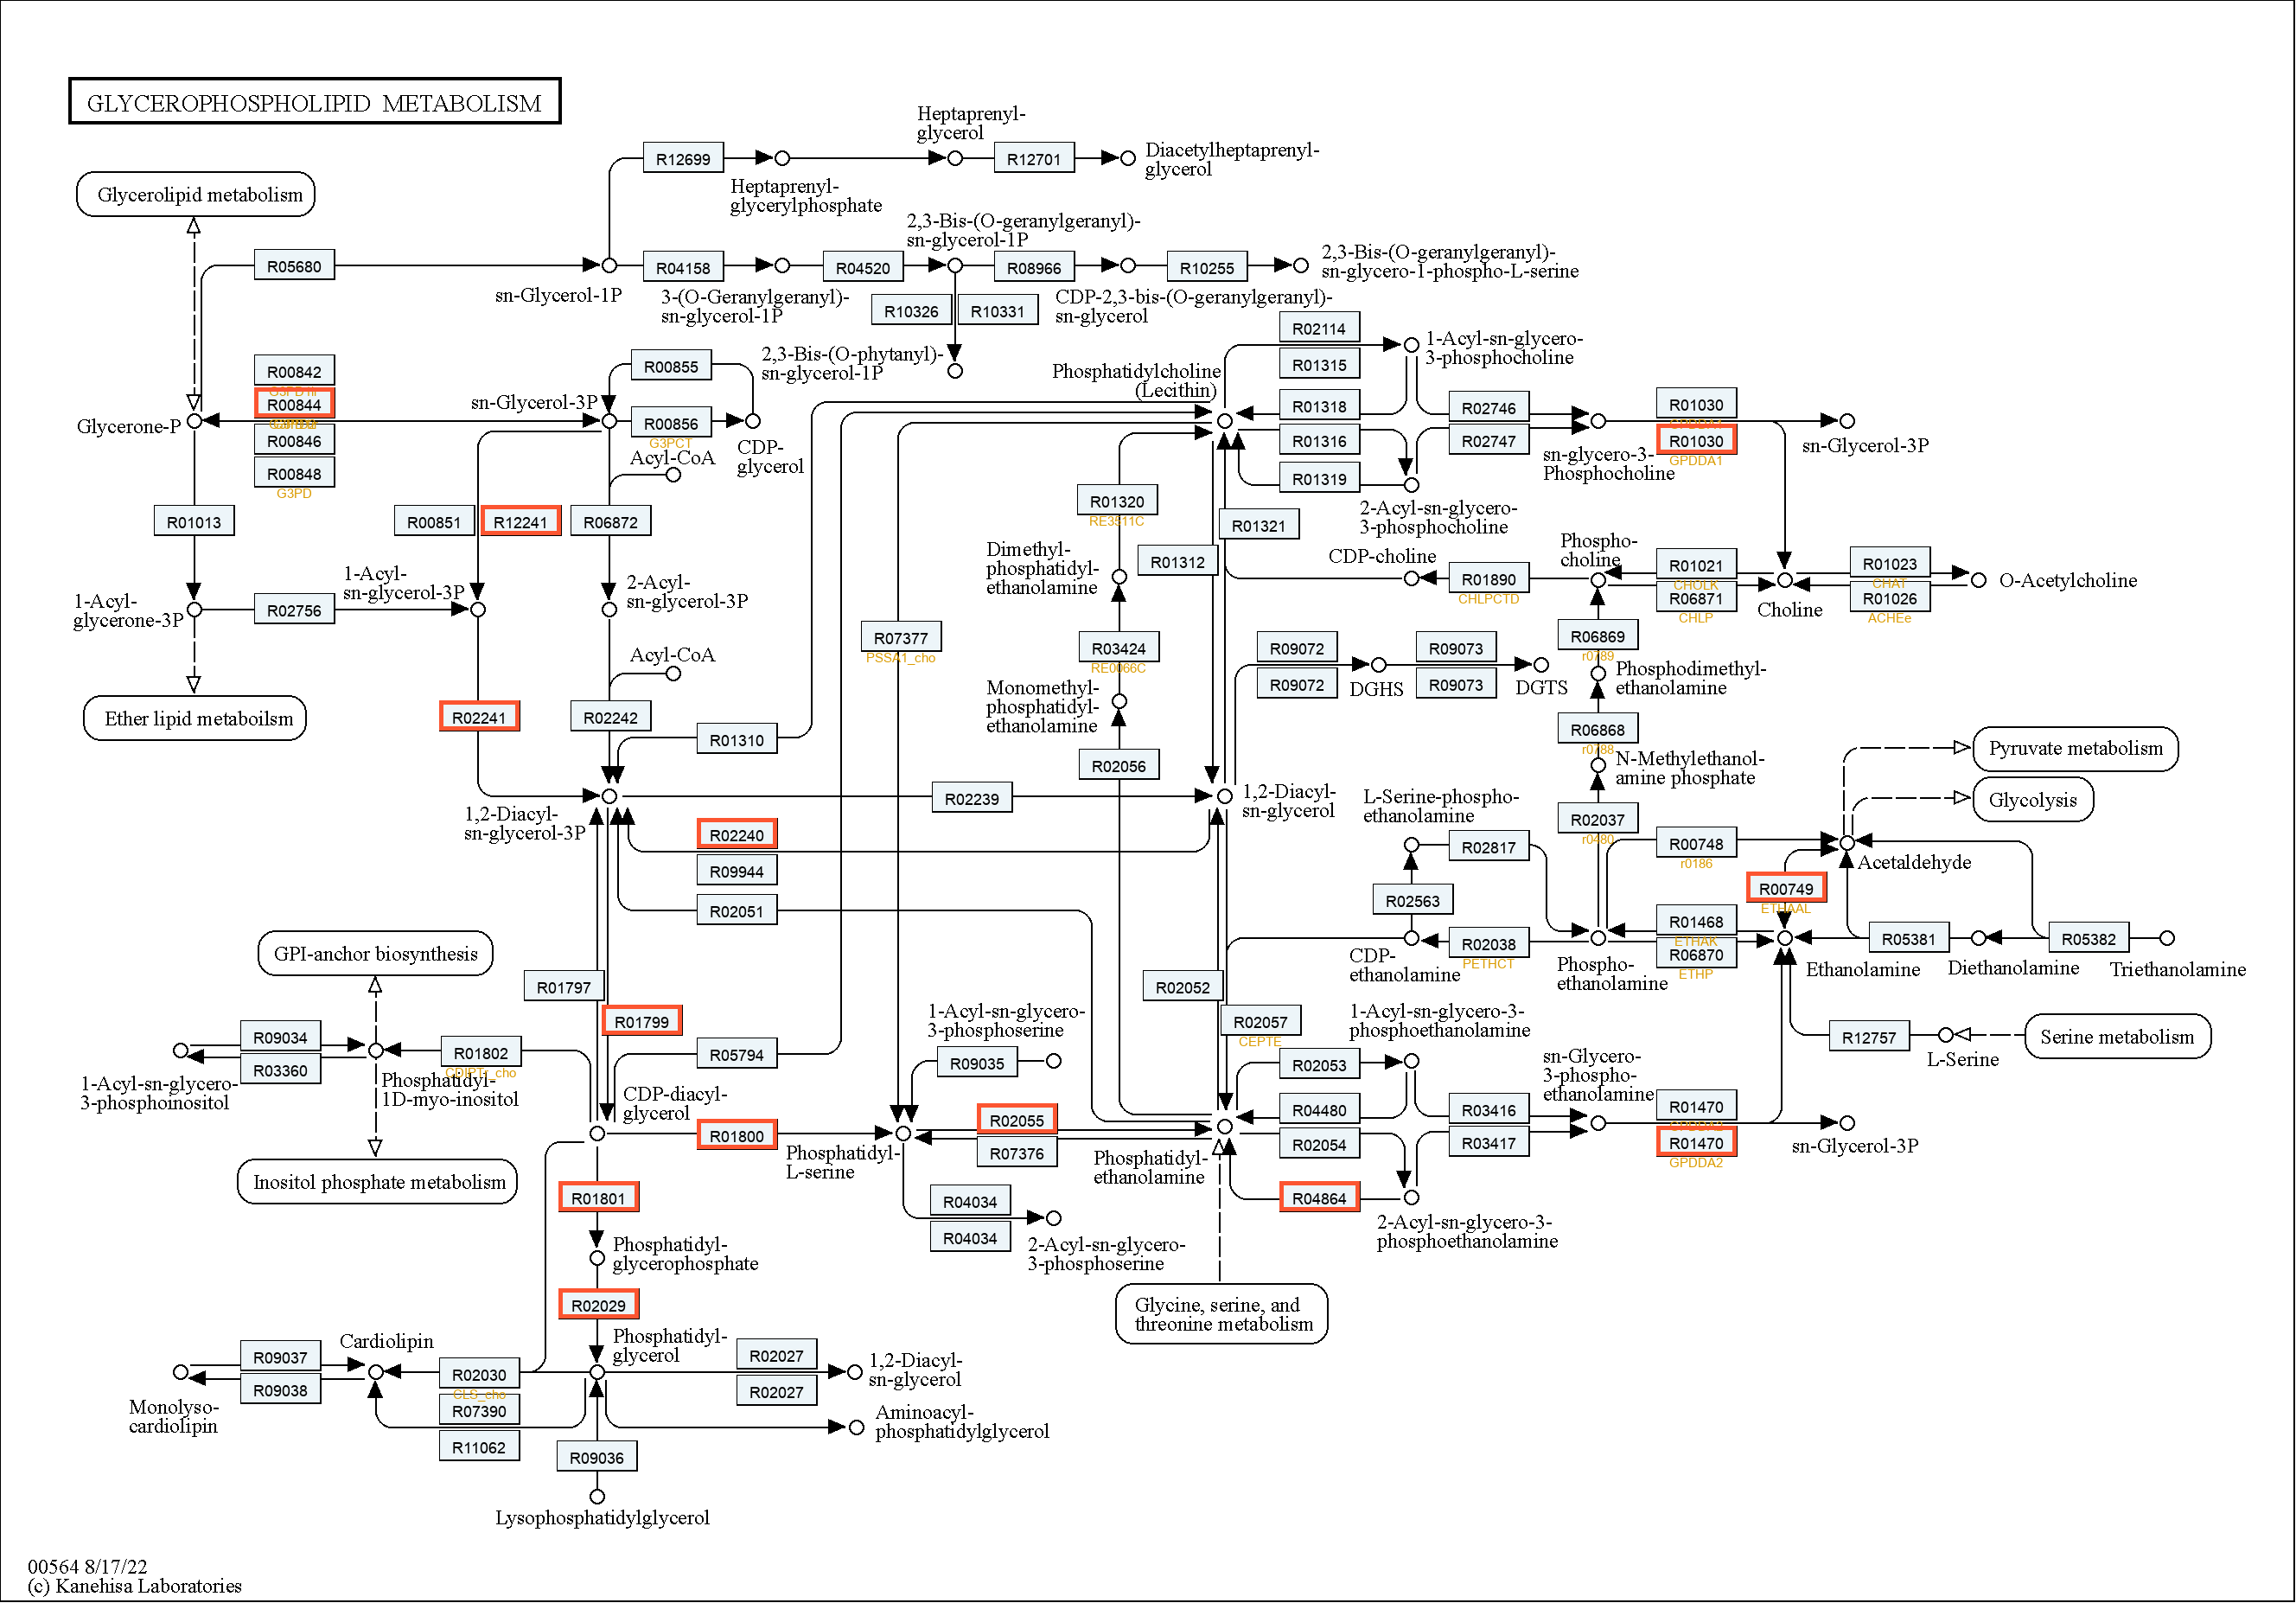 GLYCEROPHOSPHOLIPID METABOLISM
Heptaprenyl-
glycerol
R12699
R12701
Diacetylheptaprenyl-
glycerol
Heptaprenyl-
glycerylphosphate
Glycerolipid metabolism
2,3-Bis-(O-geranylgeranyl)-
sn-glycerol-1P
R05680
R04158
R04520
R08966
R10255
2,3-Bis-(O-geranylgeranyl)-
sn-glycero-1-phospho-L-serine
sn-Glycerol-1P
3-(O-Geranylgeranyl)-
sn-glycerol-1P
R10326
R10331
CDP-2,3-bis-(O-geranylgeranyl)-
sn-glycerol
2,3-Bis-(O-phytanyl)-
sn-glycerol-1P
R02114
R01315
1-Acyl-sn-glycero-
3-phosphocholine
Phosphatidylcholine
(Lecithin)
R00842
R00844
R00846
R00848
G3PD
Glycerone-P
sn-Glycerol-3P
R00855
R00856
G3PCT
CDP-
glycerol
Acyl-CoA
R01318
R01316
R01319
R02746
R02747
sn-glycero-3-
Phosphocholine
R01030
R01030
GPDDA1
sn-Glycerol-3P
2-Acyl-sn-glycero-
3-phosphocholine
R01013
R00851
R12241
R06872
R01320
RE3511C
R01312
R01321
Dimethyl-
phosphatidyl-
ethanolamine
CDP-choline
R01890
CHLPCTD
Phospho-
choline
R01021
CHOLK
R06871
CHLP
Choline
R01023
CHAT
R01026
ACHEe
O-Acetylcholine
1-Acyl-
glycerone-3P
R02756
1-Acyl-
sn-glycerol-3P
2-Acyl-
sn-glycerol-3P
Acyl-CoA
R07377
PSSA1_cho
R03424
RE0066C
R09072
R09072
DGHS
R09073
R09073
DGTS
R06869
r0789
Phosphodimethyl-
ethanolamine
Monomethyl-
phosphatidyl-
ethanolamine
Ether lipid metaboilsm
R02241
R02242
R01310
R02056
R06868
r0788
N-Methylethanol-
amine phosphate
Pyruvate metabolism
Glycolysis
1,2-Diacyl-
sn-glycerol-3P
R02239
1,2-Diacyl-
sn-glycerol
L-Serine-phospho-
ethanolamine
R02037
r0480
R02240
R09944
R02051
R02817
R02563
R00748
r0186
Acetaldehyde
R00749
ETHAAL
GPI-anchor biosynthesis
R01797
R01799
R02052
R02057
CEPTE
CDP-
ethanolamine
R02038
PETHCT
Phospho-
ethanolamine
R01468
ETHAK
R06870
ETHP
Ethanolamine
R05381
Diethanolamine
R05382
Triethanolamine
R12757
L-Serine
Serine metabolism
R09034
R03360
1-Acyl-sn-glycero-
3-phosphoinositol
R01802
Phosphatidyl-
1D-myo-inositol
R05794
1-Acyl-sn-glycero-
3-phosphoserine
R09035
1-Acyl-sn-glycero-3-
phosphoethanolamine
CDP-diacyl-
glycerol
R01800
Phosphatidyl-
L-serine
R02055
R07376
Phosphatidyl-
ethanolamine
R02053
R04480
R02054
R04864
R03416
R03417
sn-Glycero-
3-phospho-
ethanolamine
R01470
R01470
GPDDA2
sn-Glycerol-3P
Inositol phosphate metabolism
R01801
R04034
R04034
2-Acyl-sn-glycero-
3-phosphoserine
2-Acyl-sn-glycero-3-
phosphoethanolamine
Phosphatidyl-
glycerophosphate
R02029
Glycine, serine, and
threonine metabolism
Cardiolipin
R09037
R09038
Monolyso-
cardiolipin
R02030
CLS_cho
R07390
R11062
Phosphatidyl-
glycerol
R02027
R02027
1,2-Diacyl-
sn-glycerol
Aminoacyl-
phosphatidylglycerol
R09036
Lysophosphatidylglycerol
00564 8/17/22
(c) Kanehisa Laboratories